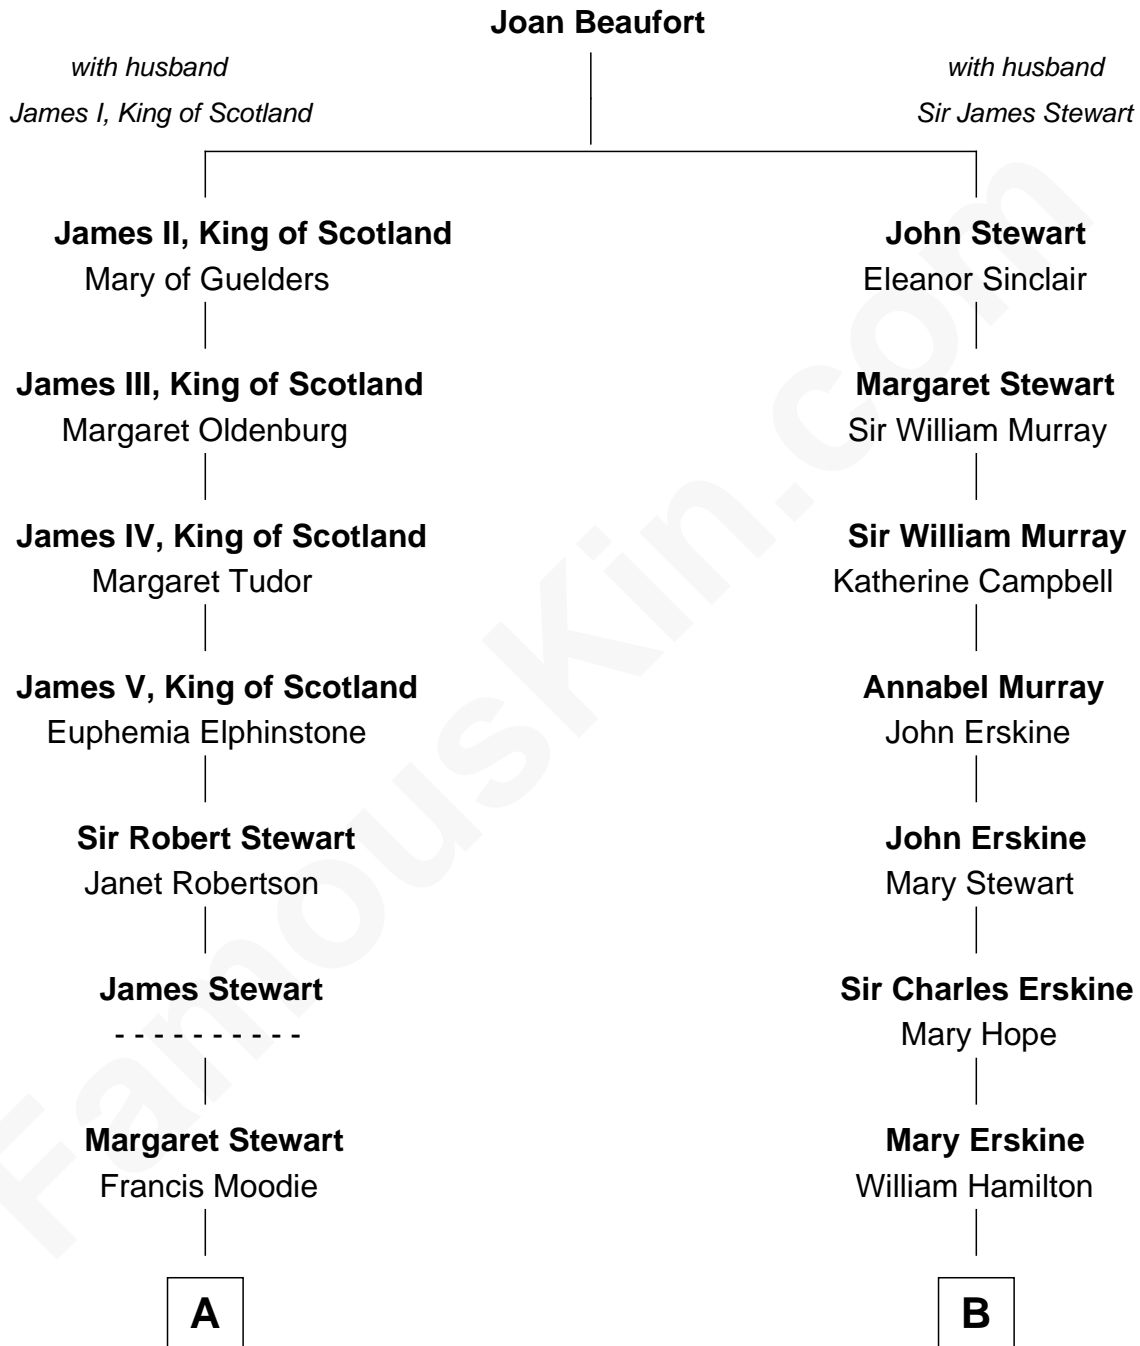 Joan Beaufort
with husband
James I, King of Scotland
with husband
Sir James Stewart
James II, King of Scotland
Mary of Guelders
John Stewart
Eleanor Sinclair
James III, King of Scotland
Margaret Oldenburg
Margaret Stewart
Sir William Murray
James IV, King of Scotland
Margaret Tudor
Sir William Murray
Katherine Campbell
James V, King of Scotland
Euphemia Elphinstone
Annabel Murray
John Erskine
Sir Robert Stewart
Janet Robertson
John Erskine
Mary Stewart
James Stewart
- - - - - - - - - -
Sir Charles Erskine
Mary Hope
Margaret Stewart
Francis Moodie
Mary Erskine
William Hamilton
A
B
FamousKin.com